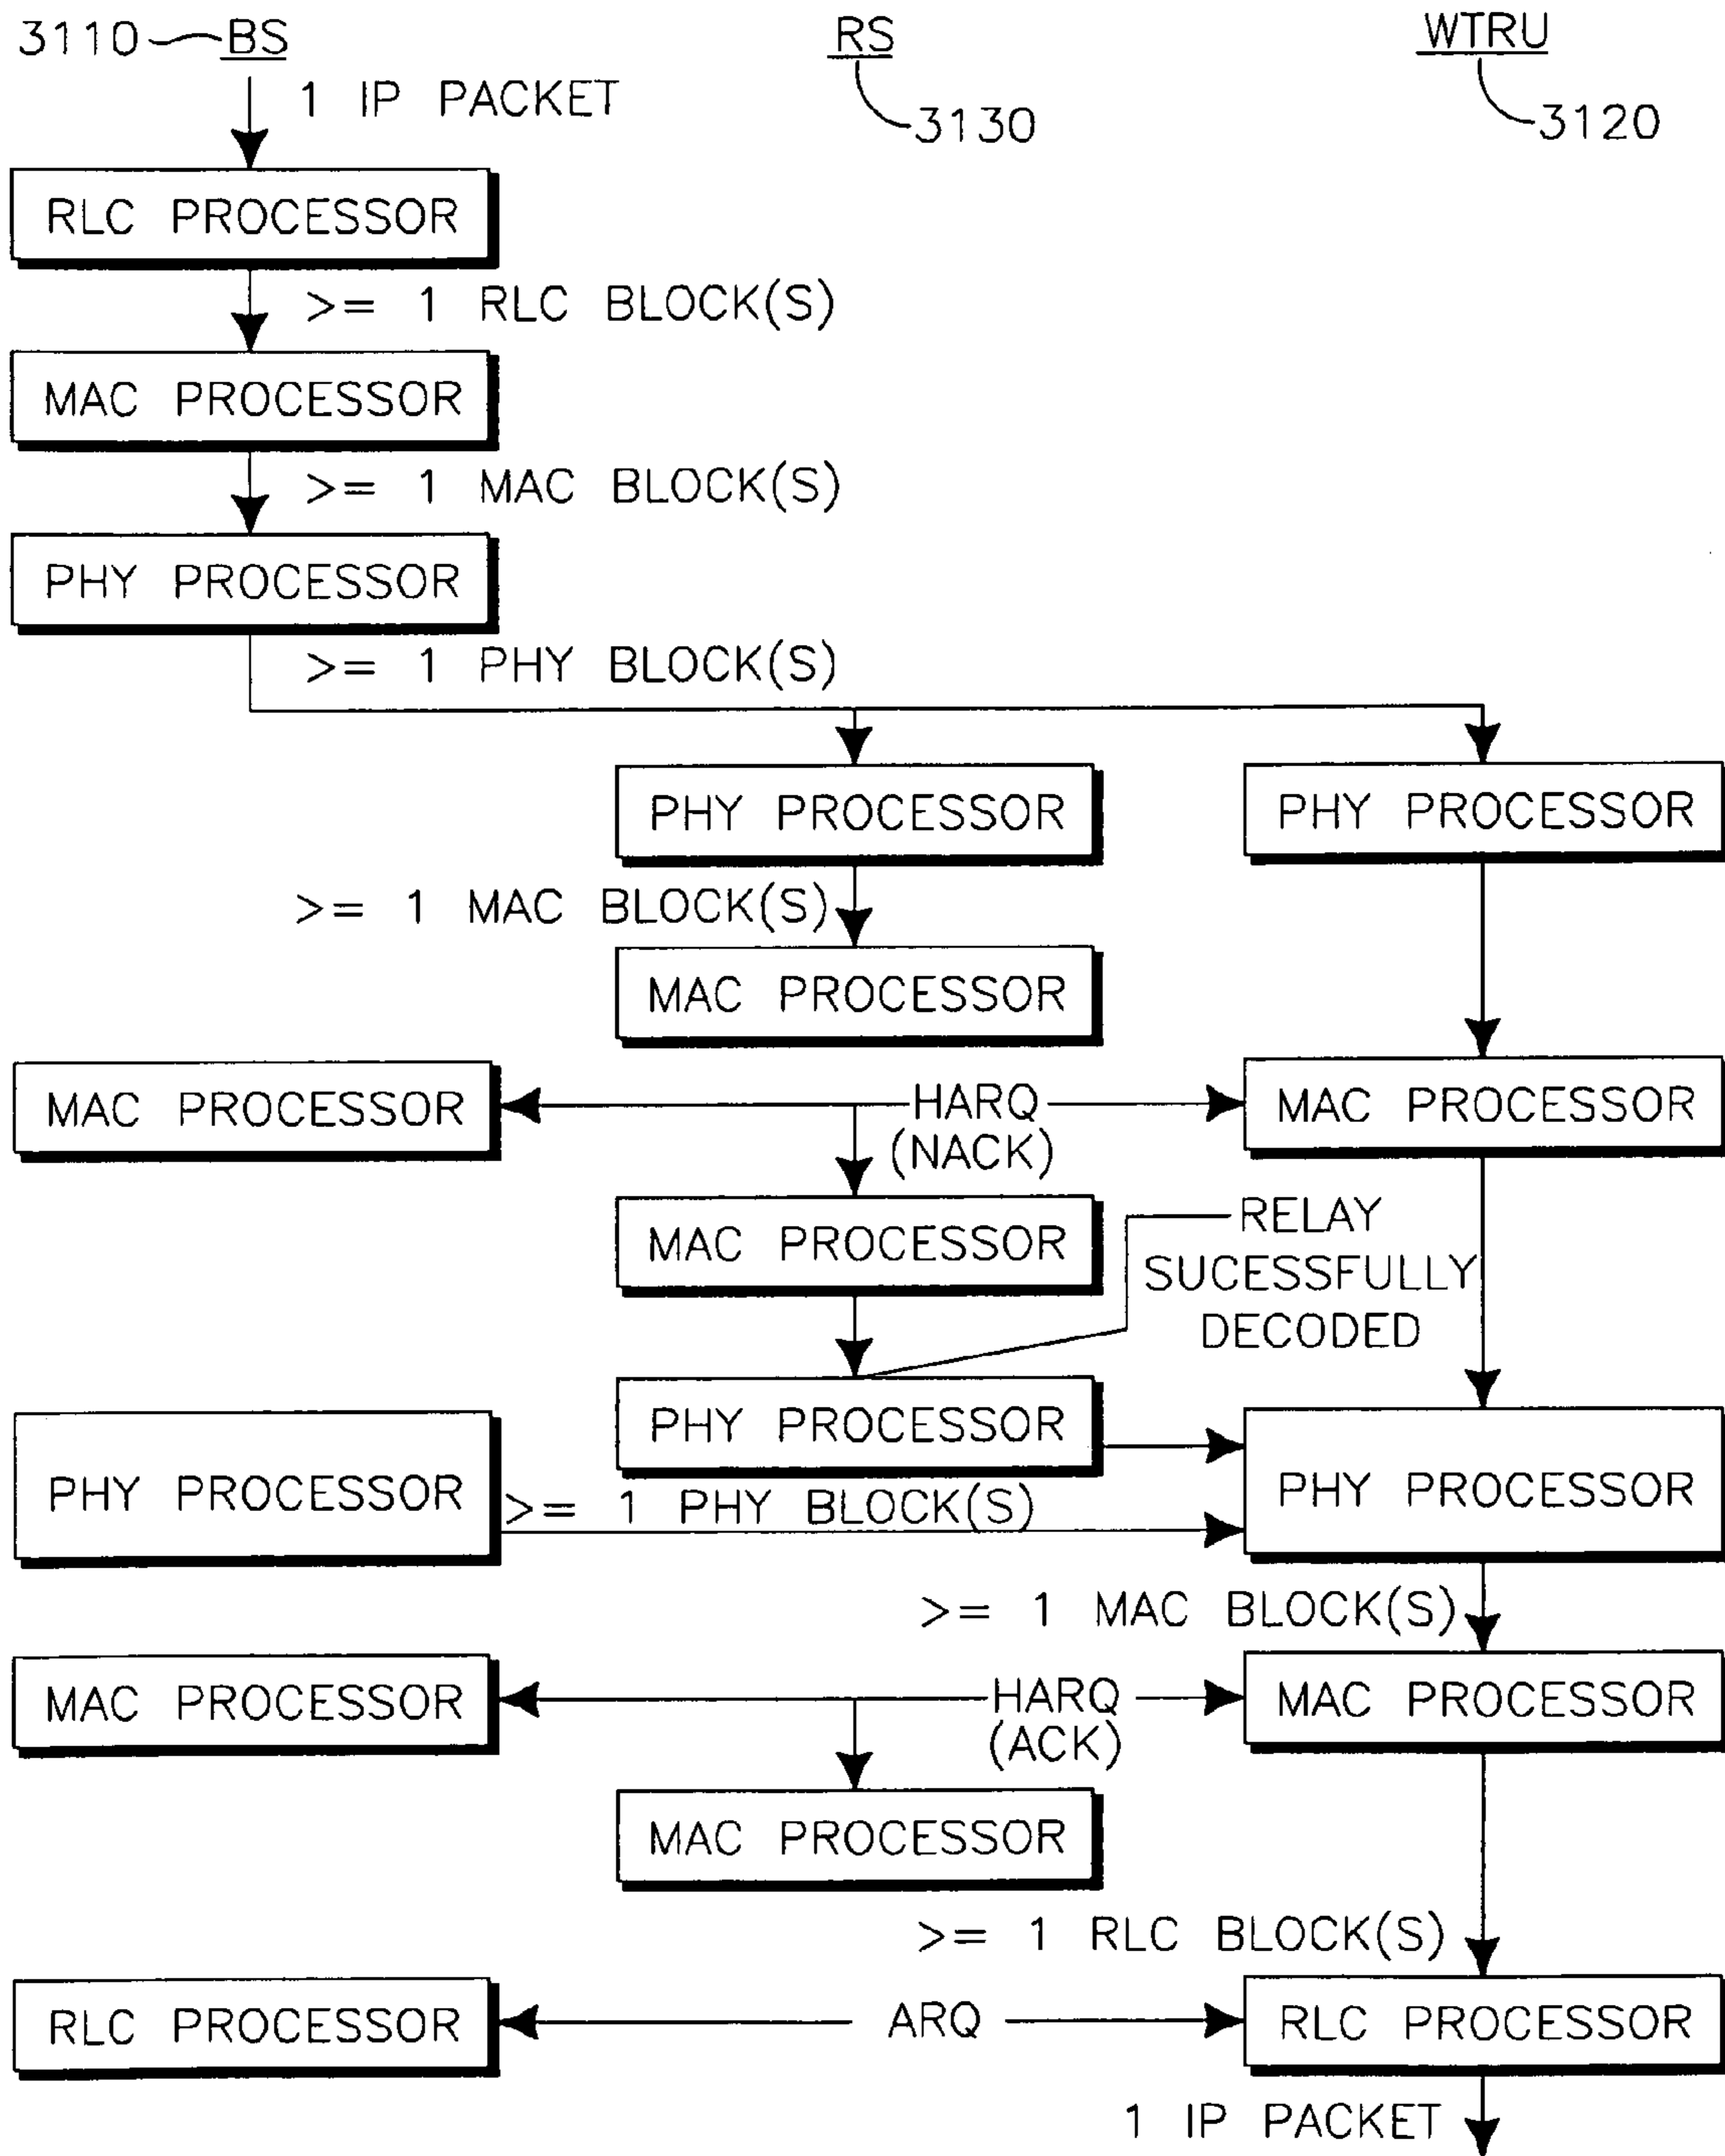 3110 BS
RS
WTRU
1 IP PACKET
3130
3120
RLC PROCESSOR
>= 1 RLC BLOCK(S)
MAC PROCESSOR
>= 1 MAC BLOCK(S)
PHY PROCESSOR
>= 1 PHY BLOCK(S)
PHY PROCESSOR
PHY PROCESSOR
>= 1 MAC BLOCK(S)
MAC PROCESSOR
MAC PROCESSOR
HARQ
(NACK)
MAC PROCESSOR
MAC PROCESSOR
RELAY
SUCESSFULLY
DECODED
PHY PROCESSOR
PHY PROCESSOR
>= 1 PHY BLOCK(S)
PHY PROCESSOR
>= 1 MAC BLOCK(S)
MAC PROCESSOR
HARQ
(ACK)
MAC PROCESSOR
MAC PROCESSOR
>= 1 RLC BLOCK(S)
RLC PROCESSOR
ARQ
RLC PROCESSOR
1 IP PACKET